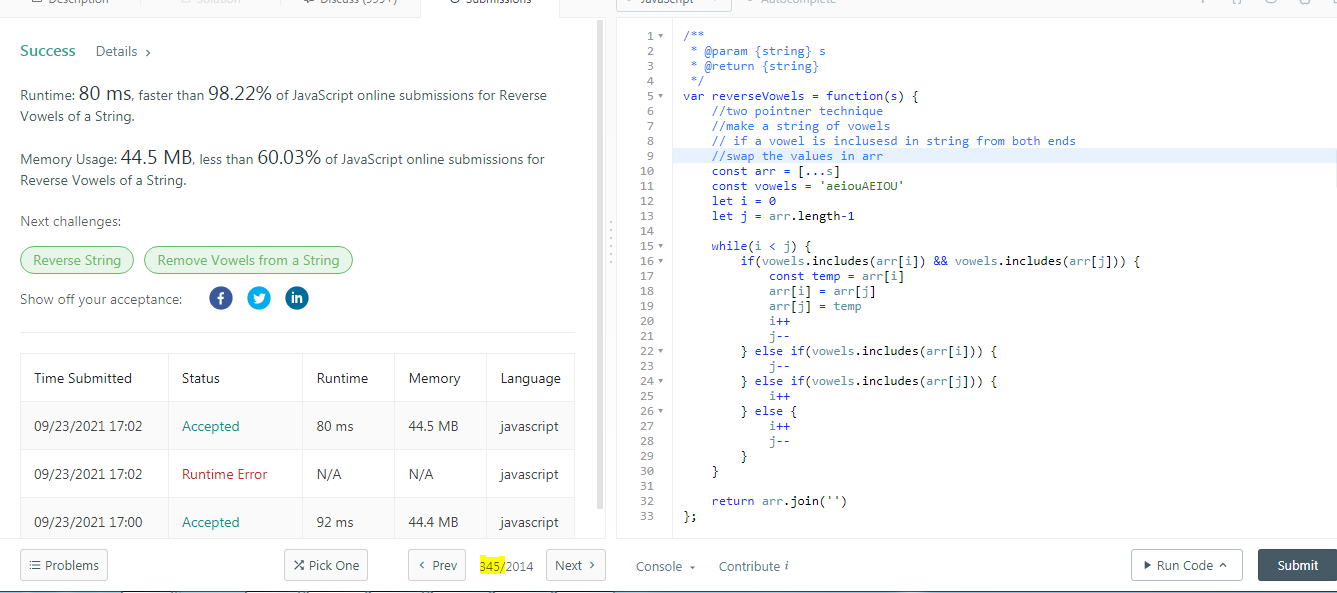 Description
Solution
Discuss (999+)
Submissions
JavaScript
Autocomplete
Success Details >
Runtime: 80 ms, faster than 98.22% of JavaScript online submissions for Reverse
Vowels of a String.
Memory Usage: 44.5 MB, less than 60.03% of JavaScript online submissions for
Reverse Vowels of a String.
Next challenges:
Reverse String
Remove Vowels from a String
Show off your acceptance:
Time Submitted Status Runtime Memory Language
09/23/2021 17:02 Accepted 80 ms 44.5 MB javascript
09/23/2021 17:02 Runtime Error N/A N/A javascript
09/23/2021 17:00 Accepted 92 ms 44.4 MB javascript
1 /**
2 * @param {string} s
3 * @return {string}
4 */
5 var reverseVowels = function(s) {
6 //two pointner technique
7 //make a string of vowels
8 // if a vowel is inclusesd in string from both ends
9 //swap the values in arr
10 const arr = [...s]
11 const vowels = 'aeiouAEIOU'
12 let i = 0
13 let j = arr.length-1
14
15 while(i < j) {
16 if(vowels.includes(arr[i]) && vowels.includes(arr[j])) {
17 const temp = arr[i]
18 arr[i] = arr[j]
19 arr[j] = temp
20 i++
21 j--
22 } else if(vowels.includes(arr[i])) {
23 j--
24 } else if(vowels.includes(arr[j])) {
25 i++
26 } else {
27 i++
28 j--
29 }
30 }
31
32 return arr.join('')
33 };
Problems
Pick One
< Prev
345/2014
Next >
Console
Contribute i
Run Code
Submit